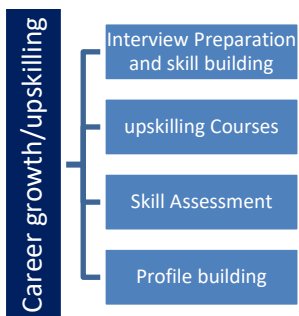 Career growth/upskilling
Interview Preparation
and skill building
upskilling Courses
Skill Assessment
Profile building